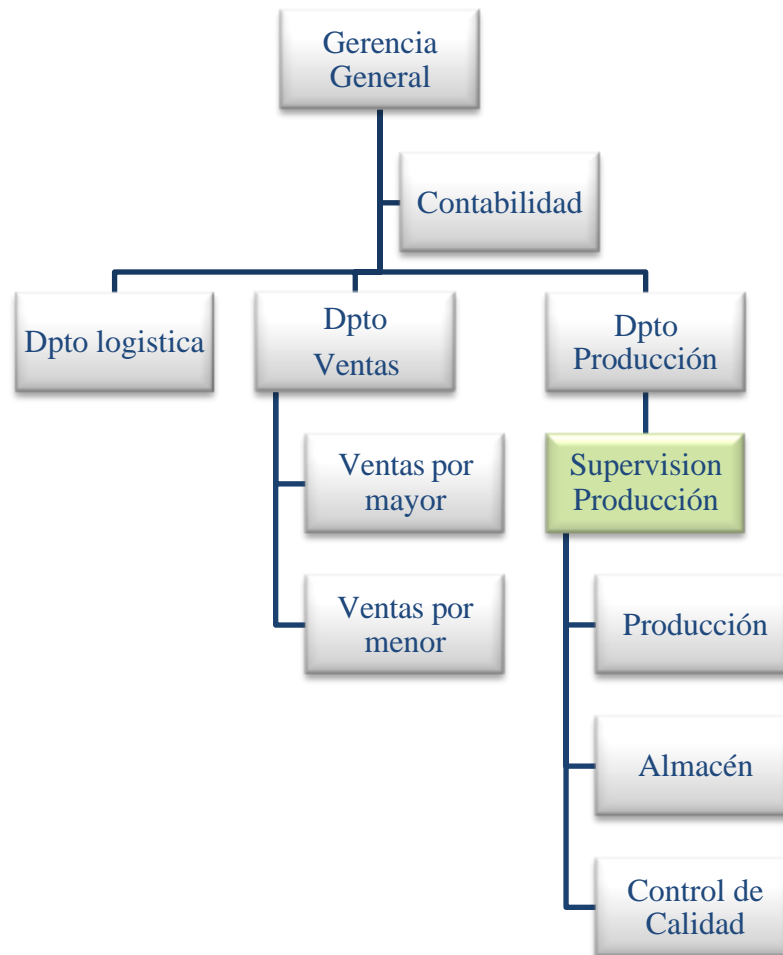 Gerencia
General
Contabilidad
Dpto logistica
Dpto
Ventas
Dpto
Producción
Ventas por
mayor
Supervision
Producción
Ventas por
menor
Producción
Almacén
Control de
Calidad